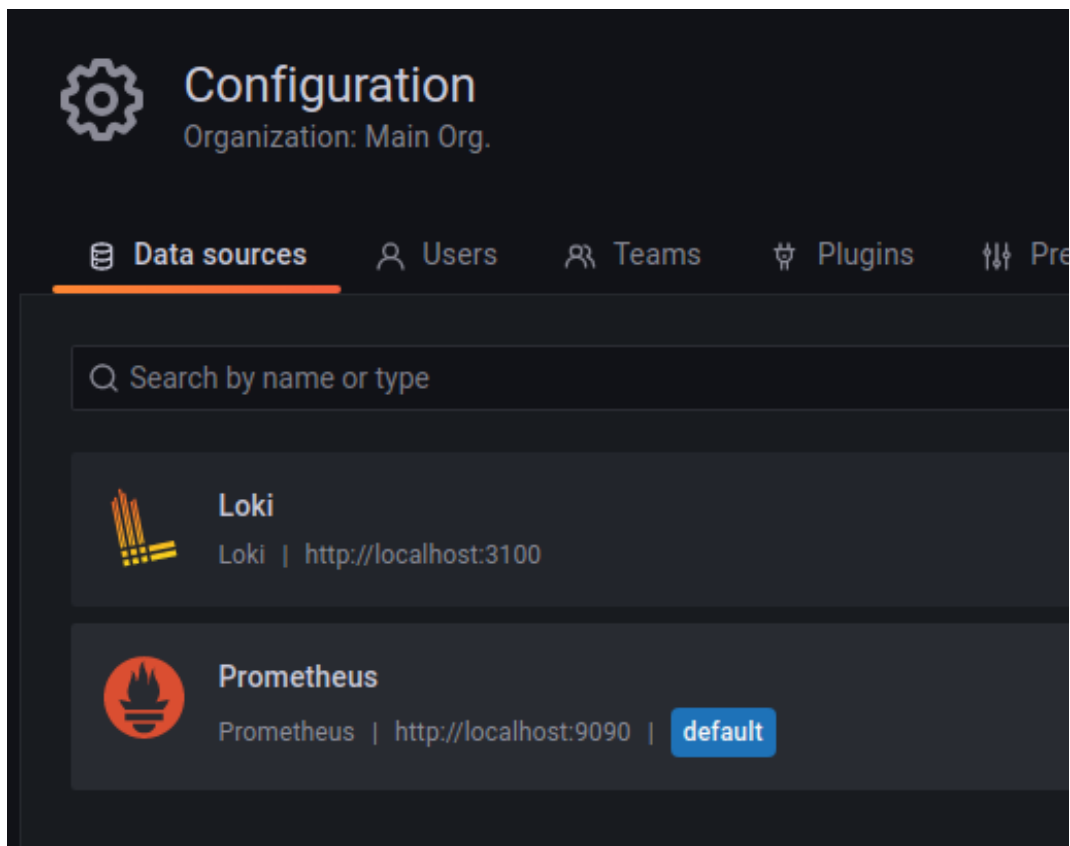 Configuration
Organization: Main Org.
Data sources Users Teams Plugins
Search by name or type
Loki
Loki | http://localhost:3100
Prometheus
Prometheus | http://localhost:9090 | default